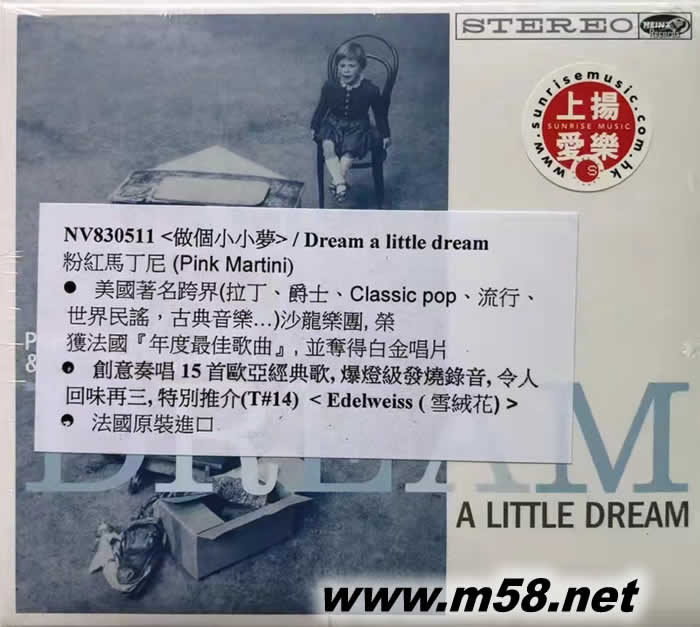 STEREO
HEINZ
Records
www.sunrisemusic.com.hk
上揚
SUNRISE MUSIC
愛樂
S
NV830511 <做個小小夢> / Dream a little dream
粉紅馬丁尼 (Pink Martini)
● 美國著名跨界(拉丁、爵士、Classic pop、流行、
世界民謠，古典音樂...)沙龍樂團, 榮
獲法國『年度最佳歌曲』, 並奪得白金唱片
● 創意奏唱 15 首歐亞經典歌, 爆燈級發燒錄音, 令人
回味再三, 特別推介(T#14) < Edelweiss ( 雪絨花) >
● 法國原裝進口
P
&
DREAM
A LITTLE DREAM
www.m58.net